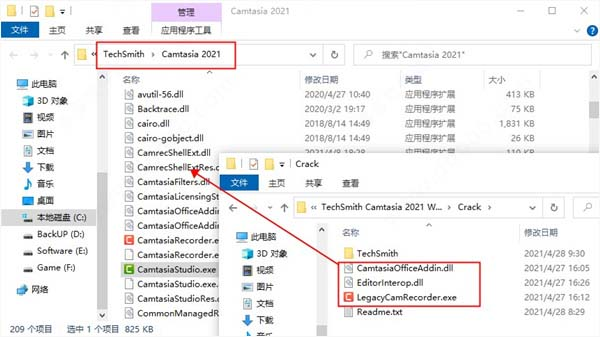 管理
Camtasia 2021
文件
主页
共享
查看
应用程序工具
TechSmith > Camtasia 2021
搜索"Camtasia 2021"
名称
修改日期
类型
大小
此电脑
3D 对象
视频
图片
文档
下载
音乐
桌面
本地磁盘 (C:)
BackUP (D:)
Software (E:)
Game (F:)
网络
avutil-56.dll 2020/4/27 10:40 应用程序扩展 413 KB
Backtrace.dll 2020/3/2 19:17 应用程序扩展 75 KB
cairo.dll 2018/8/14 14:49 应用程序扩展 1,831 KB
cairo-gobject.dll 2018/8/14 14:49 应用程序扩展 26 KB
CamrecShellExt.dll 2021/4/8 18:28 应用程序扩展 110 KB
CamrecShellExtRes.d
CamtasiaFilters.dll
CamtasiaLicensingSt
CamtasiaOfficeAddin
CamtasiaOfficeAddin
CamtasiaRecorder.e
CamtasiaRecorder.e
CamtasiaStudio.exe
CamtasiaStudio.exe
CamtasiaStudioRes.d
CommonManagedR
209 个项目
选中 1 个项目 825 KB
Crack
文件
主页
共享
查看
« TechSmith Camtasia 2021 W... > Crack >
此电脑
3D 对象
视频
图片
文档
下载
音乐
名称
修改日期
TechSmith 2021/4/28 9:30
CamtasiaOfficeAddin.dll 2021/4/27 16:05
EditorInterop.dll 2021/4/27 16:05
LegacyCamRecorder.exe 2021/4/27 16:12
Readme.txt 2021/4/28 9:39